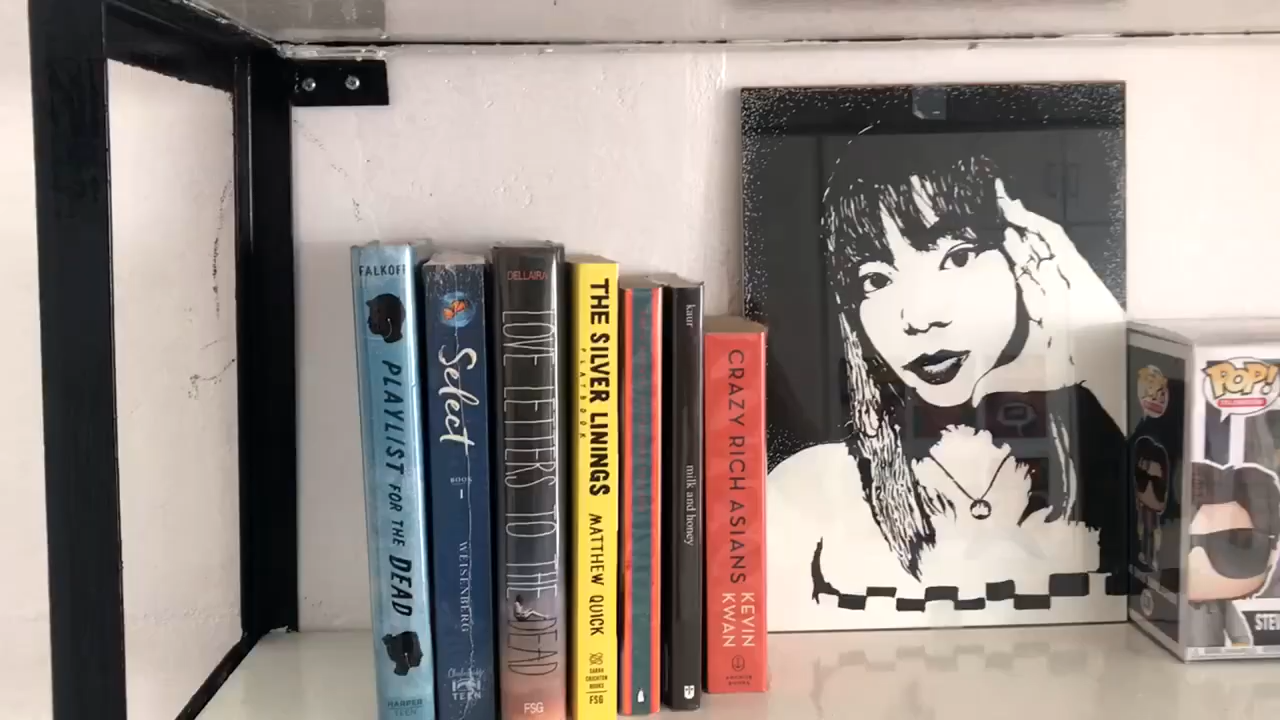 FALKOFF
PLAYLIST FOR THE DEAD
HARPER
TEEN
Select
BOOK
1
WEISENBERG
TEEN
DELLAIRA
LOVE LETTERS TO THE DEAD
FSG
THE SILVER LININGS
PLAYBOOK
MATTHEW QUICK
SARAH
CRICHTON
BOOKS
FSG
kaur
milk and honey
CRAZY RICH ASIANS
KEVIN
KWAN
POP!
STEV